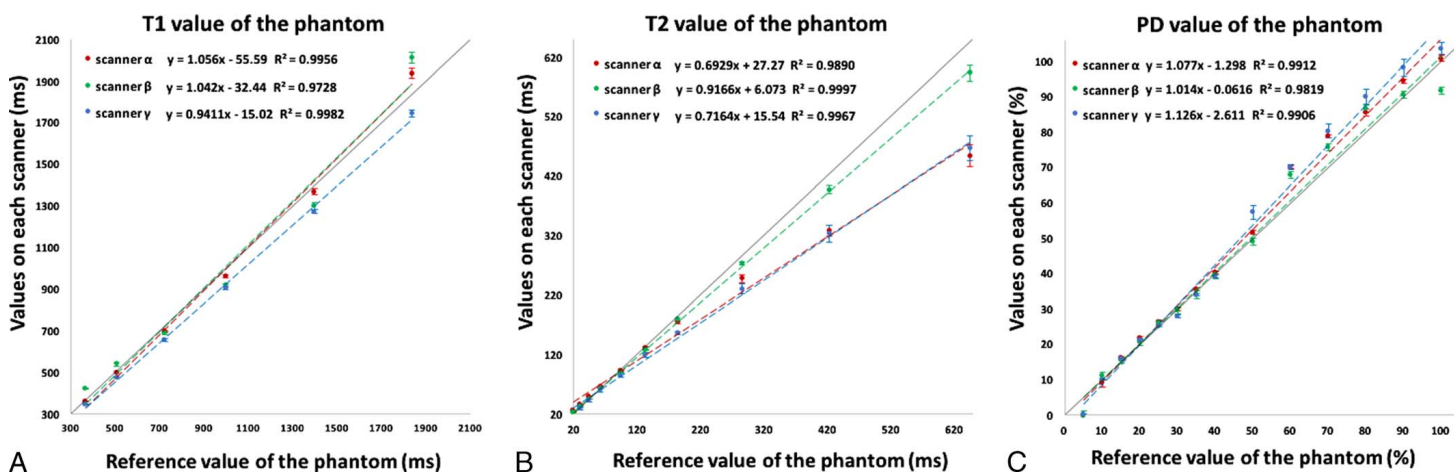 T1 value of the phantom
scanner α y = 1.056x - 55.59 R² = 0.9956
scanner β y = 1.042x - 32.44 R² = 0.9728
scanner γ y = 0.9411x - 15.02 R² = 0.9982
Values on each scanner (ms)
2100
1900
1700
1500
1300
1100
900
700
500
300
300 500 700 900 1100 1300 1500 1700 1900 2100
A Reference value of the phantom (ms)
T2 value of the phantom
scanner α y = 0.6929x + 27.27 R² = 0.9890
scanner β y = 0.9166x + 6.073 R² = 0.9997
scanner γ y = 0.7164x + 15.54 R² = 0.9967
Values on each scanner (ms)
620
520
420
320
220
120
20
20 120 220 320 420 520 620
B Reference value of the phantom (ms)
PD value of the phantom
scanner α y = 1.077x - 1.298 R² = 0.9912
scanner β y = 1.014x - 0.0616 R² = 0.9819
scanner γ y = 1.126x - 2.611 R² = 0.9906
Values on each scanner (%)
100
90
80
70
60
50
40
30
20
10
0
0 10 20 30 40 50 60 70 80 90 100
C Reference value of the phantom (%)